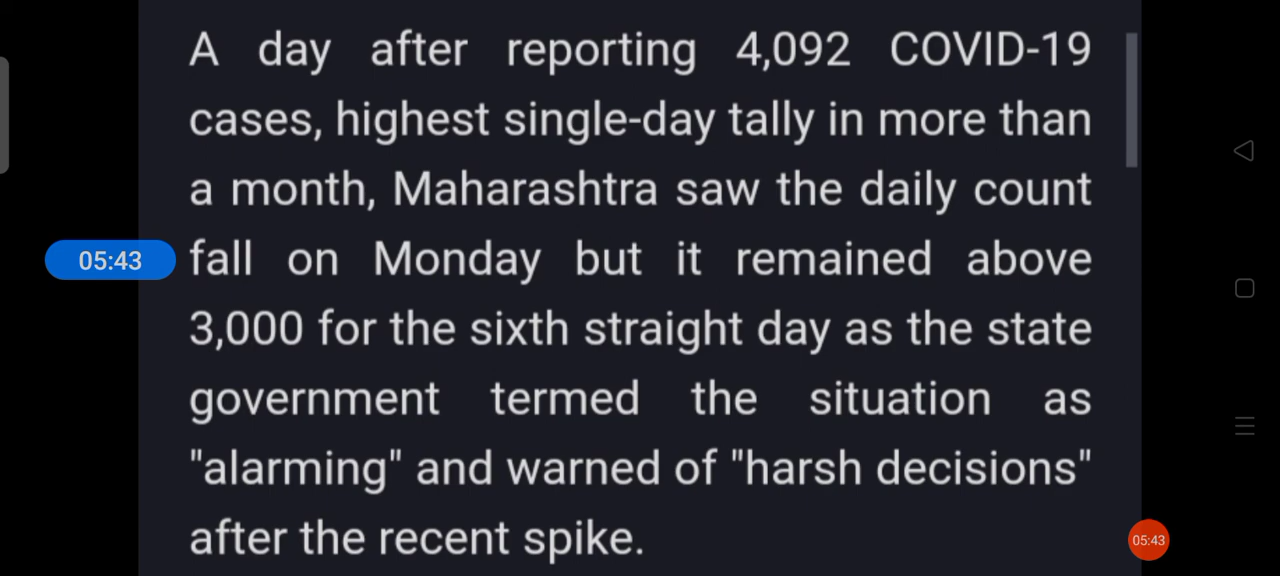 A day after reporting 4,092 COVID-19
cases, highest single-day tally in more than
a month, Maharashtra saw the daily count
05:43
fall on Monday but it remained above
3,000 for the sixth straight day as the state
government termed the situation as
"alarming" and warned of "harsh decisions"
after the recent spike.
05:43